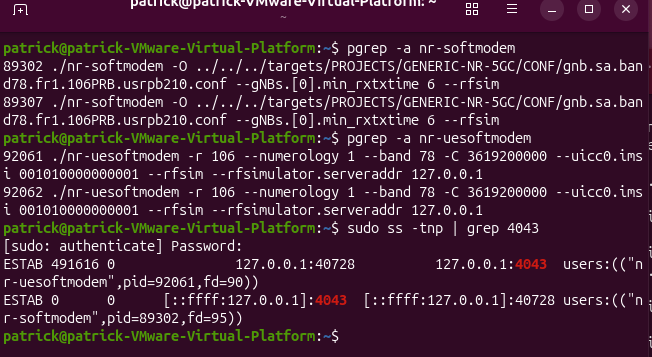 patrick@patrick-VMware-Virtual-Platform: ~
~
patrick@patrick-VMware-Virtual-Platform:~$ pgrep -a nr-softmodem
89302 ./nr-softmodem -O ../../../targets/PROJECTS/GENERIC-NR-5GC/CONF/gnb.sa.ban
d78.fr1.106PRB.usrpb210.conf --gNBs.[0].min_rxtxtime 6 --rfsim
89307 ./nr-softmodem -O ../../../targets/PROJECTS/GENERIC-NR-5GC/CONF/gnb.sa.ban
d78.fr1.106PRB.usrpb210.conf --gNBs.[0].min_rxtxtime 6 --rfsim
patrick@patrick-VMware-Virtual-Platform:~$ pgrep -a nr-uesoftmodem
92061 ./nr-uesoftmodem -r 106 --numerology 1 --band 78 -C 3619200000 --uicc0.ims
i 001010000000001 --rfsim --rfsimulator.serveraddr 127.0.0.1
92062 ./nr-uesoftmodem -r 106 --numerology 1 --band 78 -C 3619200000 --uicc0.ims
i 001010000000001 --rfsim --rfsimulator.serveraddr 127.0.0.1
patrick@patrick-VMware-Virtual-Platform:~$ sudo ss -tnp | grep 4043
[sudo: authenticate] Password:
ESTAB 491616 0 127.0.0.1:40728 127.0.0.1:4043 users:(("n
r-uesoftmodem",pid=92061,fd=90))
ESTAB 0 0 [::ffff:127.0.0.1]:4043 [::ffff:127.0.0.1]:40728 users:(("n
r-softmodem",pid=89302,fd=95))
patrick@patrick-VMware-Virtual-Platform:~$